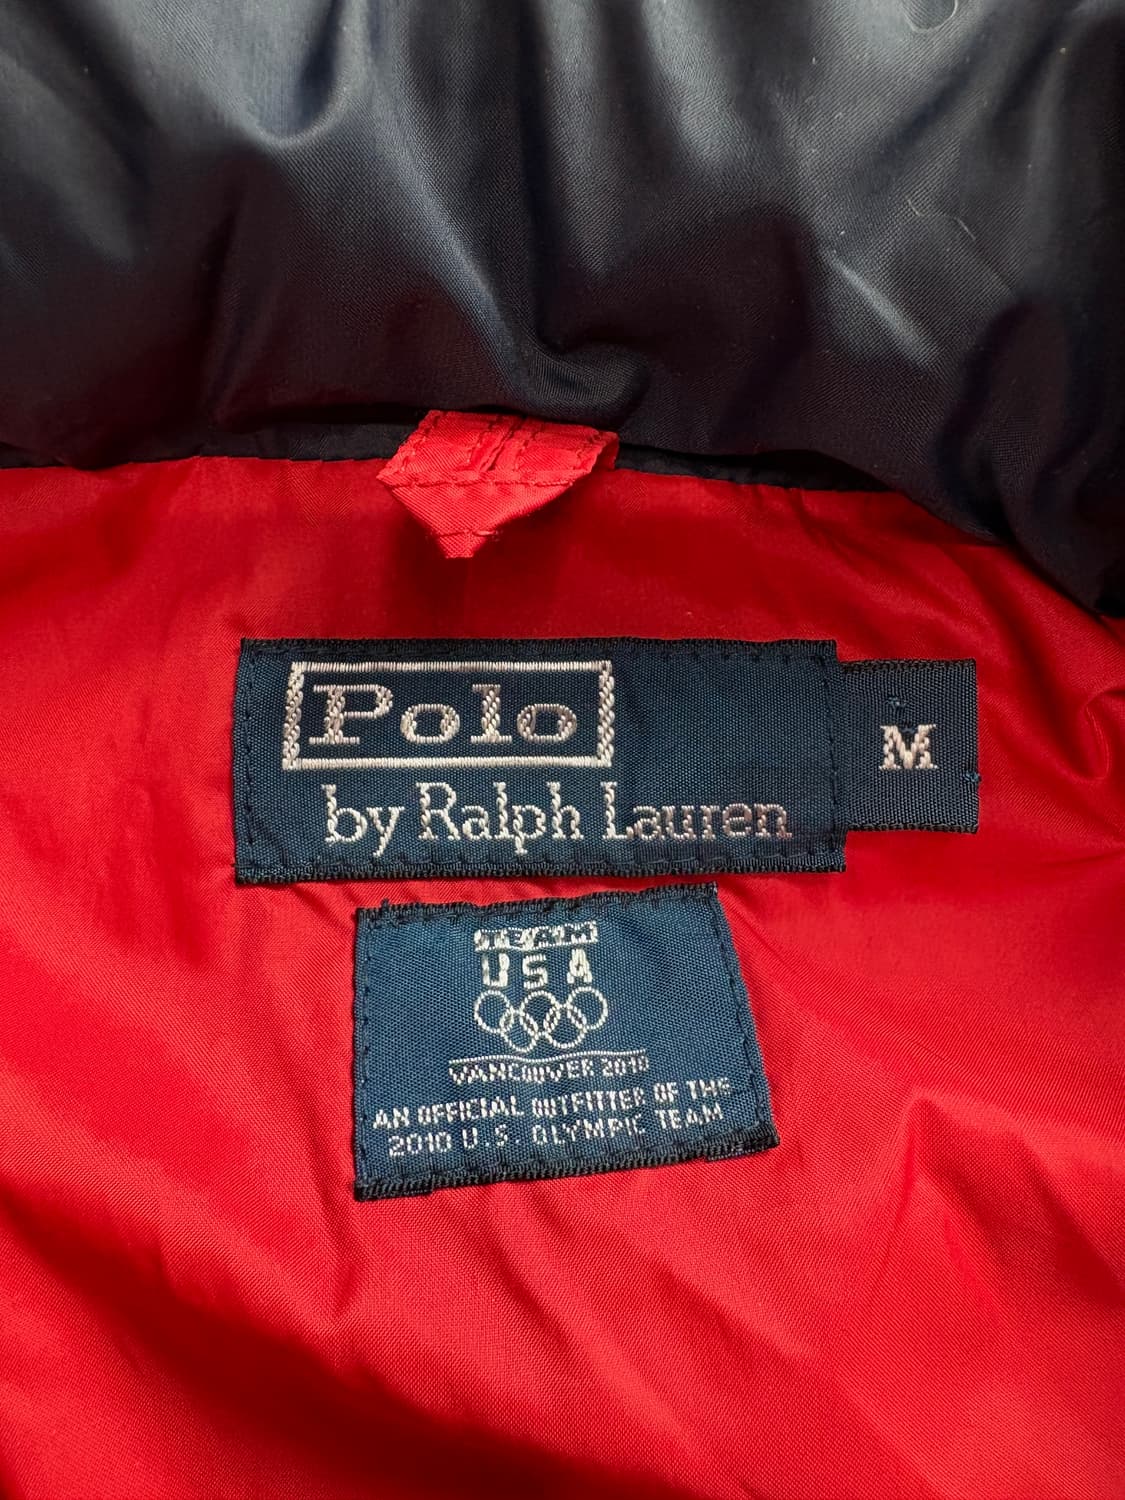 Polo
by Ralph Lauren
M
TEAM
USA
VANCOUVER 2010
AN OFFICIAL OUTFITTER OF THE
2010 U.S. OLYMPIC TEAM